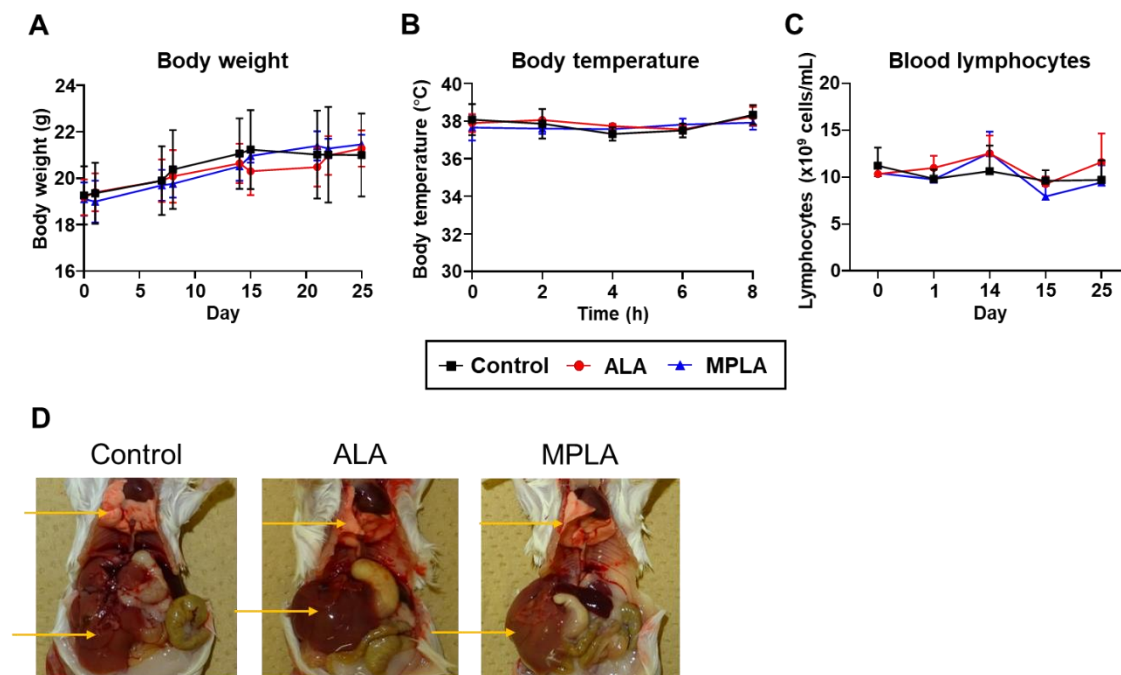 A
Body weight
Body weight (g)
24
22
20
18
16
0 5 10 15 20 25
Day
B
Body temperature
Body temperature (°C)
40
38
36
34
32
30
0 2 4 6 8
Time (h)
C
Blood lymphocytes
Lymphocytes (x10⁹ cells/mL)
20
15
10
5
0
0 1 14 15 25
Day
Control ALA MPLA
D
Control ALA MPLA